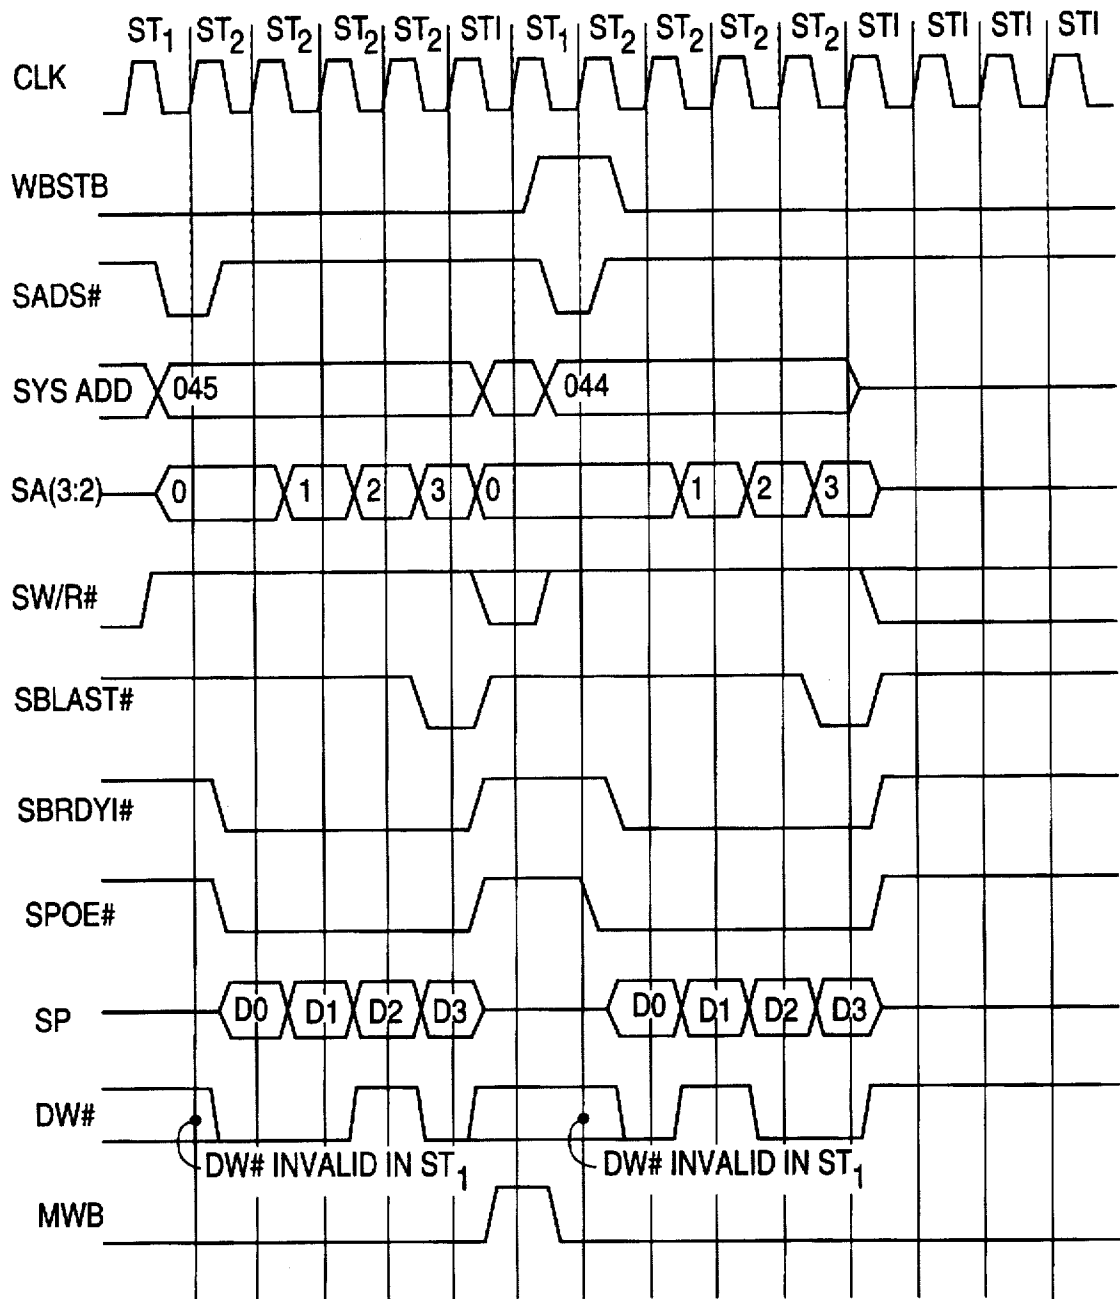 ST1 ST2 ST2 ST2 ST2 STI ST1 ST2 ST2 ST2 ST2 STI STI STI STI
CLK
WBSTB
SADS#
SYS ADD 045 044
SA(3:2) 0 1 2 3 0 1 2 3
SW/R#
SBLAST#
SBRDYI#
SPOE#
SP D0 D1 D2 D3 D0 D1 D2 D3
DW#
DW# INVALID IN ST1 DW# INVALID IN ST1
MWB